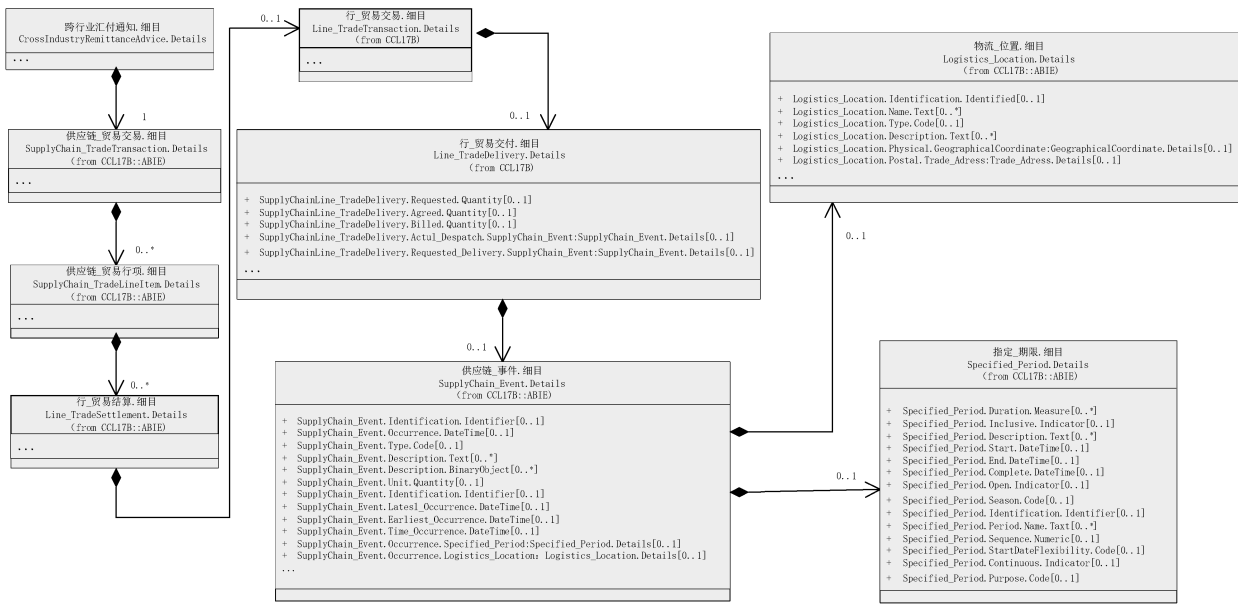 跨行业汇付通知.细目
CrossIndustryRemittanceAdvice.Details
...
1
供应链_贸易交易.细目
SupplyChain_TradeTransaction.Details
(from CCL17B::ABIE)
...
0..*
供应链_贸易行项.细目
SupplyChain_TradeLineItem.Details
(from CCL17B::ABIE)
...
0..*
行_贸易结算.细目
Line_TradeSettlement.Details
(from CCL17B::ABIE)
...
0..1
行_贸易交易.细目
Line_TradeTransaction.Details
(from CCL17B)
...
0..1
行_贸易交付.细目
Line_TradeDelivery.Details
(from CCL17B)
+ SupplyChainLine_TradeDelivery.Requested.Quantity[0..1]
+ SupplyChainLine_TradeDelivery.Agreed.Quantity[0..1]
+ SupplyChainLine_TradeDelivery.Billed.Quantity[0..1]
+ SupplyChainLine_TradeDelivery.Actul_Despatch.SupplyChain_Event:SupplyChain_Event.Details[0..1]
+ SupplyChainLine_TradeDelivery.Requested_Delivery.SupplyChain_Event:SupplyChain_Event.Details[0..1]
...
0..1
供应链_事件.细目
SupplyChain_Event.Details
(from CCL17B::ABIE)
+ SupplyChain_Event.Identification.Identifier[0..1]
+ SupplyChain_Event.Occurrence.DateTime[0..1]
+ SupplyChain_Event.Type.Code[0..1]
+ SupplyChain_Event.Description.Text[0..*]
+ SupplyChain_Event.Description.BinaryObject[0..*]
+ SupplyChain_Event.Unit.Quantity[0..1]
+ SupplyChain_Event.Identification.Identifier[0..1]
+ SupplyChain_Event.Lates1_Occurrence.DateTime[0..1]
+ SupplyChain_Event.Earliest_Occurrence.DateTime[0..1]
+ SupplyChain_Event.Time_Occurrence.DateTime[0..1]
+ SupplyChain_Event.Occurrence.Specified_Period:Specified_Period.Details[0..1]
+ SupplyChain_Event.Occurrence.Logistics_Location：Logistics_Location.Details[0..1]
...
物流_位置.细目
Logistics_Location.Details
(from CCL17B::ABIE)
+ Logistics_Location.Identification.Identified[0..1]
+ Logistics_Location.Name.Text[0..*]
+ Logistics_Location.Type.Code[0..1]
+ Logistics_Location.Description.Text[0..*]
+ Logistics_Location.Physical.GeographicalCoordinate:GeographicalCoordinate.Details[0..1]
+ Logistics_Location.Postal.Trade_Adress:Trade_Adress.Details[0..1]
...
0..1
0..1
指定_期限.细目
Specified_Period.Details
(from CCL17B::ABIE)
+ Specified_Period.Duration.Measure[0..*]
+ Specified_Period.Inclusive.Indicator[0..1]
+ Specified_Period.Description.Text[0..*]
+ Specified_Period.Start.DateTime[0..1]
+ Specified_Period.End.DateTime[0..1]
+ Specified_Period.Complete.DateTime[0..1]
+ Specified_Period.Open.Indicator[0..1]
+ Specified_Period.Season.Code[0..1]
+ Specified_Period.Identification.Identifier[0..1]
+ Specified_Period.Period.Name.Taxt[0..*]
+ Specified_Period.Sequence.Numeric[0..1]
+ Specified_Period.StartDateFlexibility.Code[0..1]
+ Specified_Period.Continuous.Indicator[0..1]
+ Specified_Period.Purpose.Code[0..1]